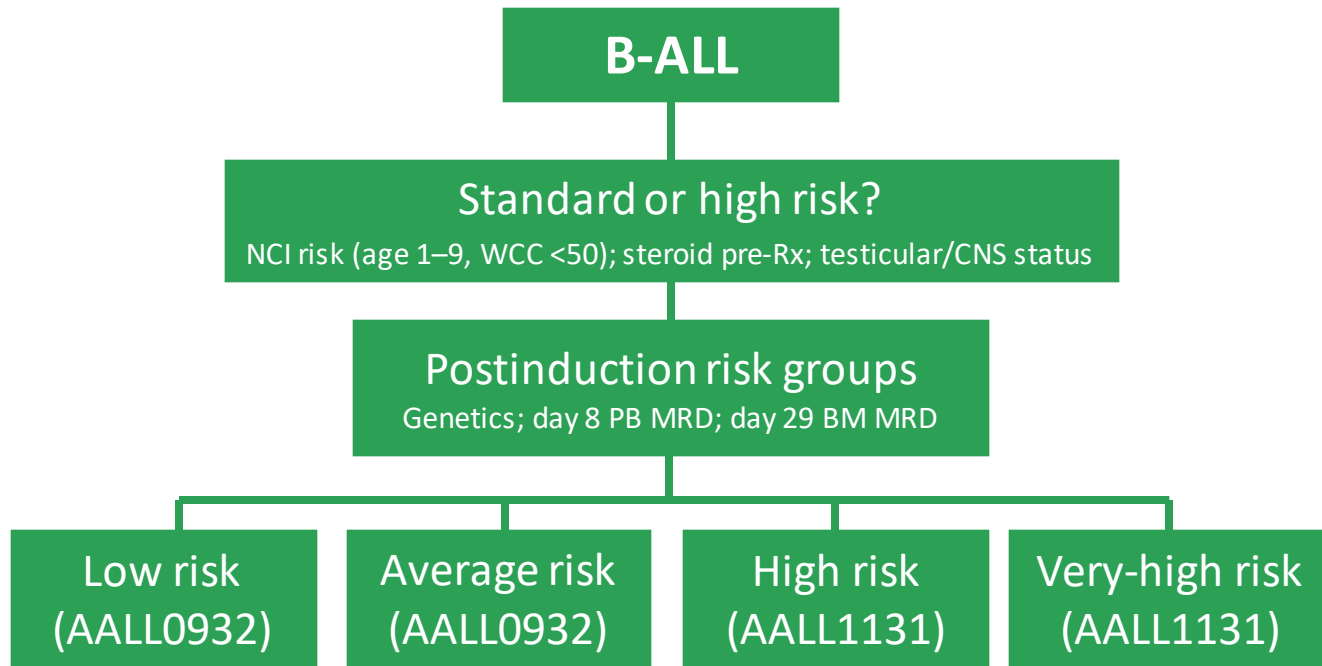 B-ALL
Standard or high risk?
NCI risk (age 1–9, WCC <50); steroid pre-Rx; testicular/CNS status
Postinduction risk groups
Genetics; day 8 PB MRD; day 29 BM MRD
Low risk
(AALL0932)
Average risk
(AALL0932)
High risk
(AALL1131)
Very-high risk
(AALL1131)